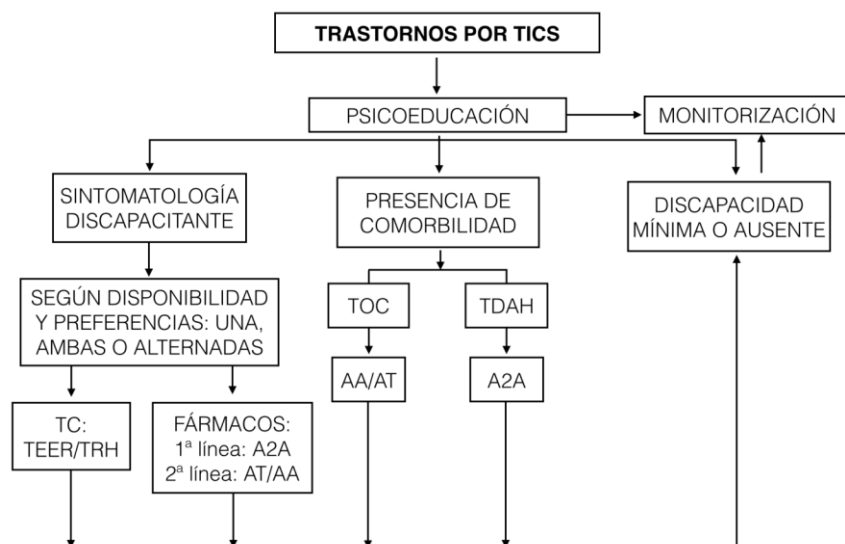 TRASTORNOS POR TICS
PSICOEDUCACIÓN
MONITORIZACIÓN
SINTOMATOLOGÍA
DISCAPACITANTE
PRESENCIA DE
COMORBILIDAD
DISCAPACIDAD
MÍNIMA O AUSENTE
SEGÚN DISPONIBILIDAD
Y PREFERENCIAS: UNA,
AMBAS O ALTERNADAS
TOC
TDAH
AA/AT
A2A
TC:
TEER/TRH
FÁRMACOS:
1ª línea: A2A
2ª línea: AT/AA